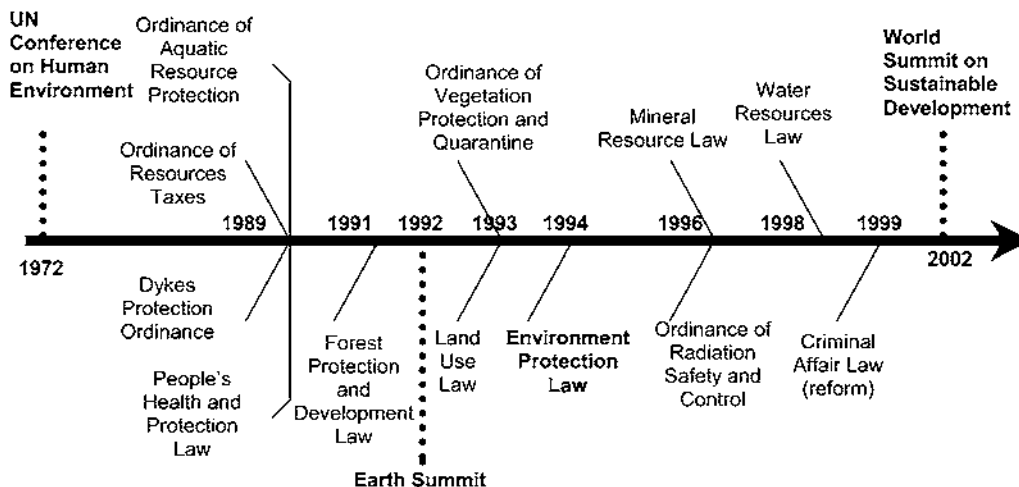 UN
Conference
on Human
Environment
Ordinance of
Aquatic
Resource
Protection
Ordinance of
Resources
Taxes
Ordinance of
Vegetation
Protection and
Quarantine
Mineral
Resource Law
Water
Resources
Law
World
Summit on
Sustainable
Development
1989
1991
1992
1993
1994
1996
1998
1999
1972
2002
Dykes
Protection
Ordinance
People's
Health and
Protection
Law
Forest
Protection
and
Development
Law
Land
Use
Law
Environment
Protection
Law
Ordinance of
Radiation
Safety and
Control
Criminal
Affair Law
(reform)
Earth Summit